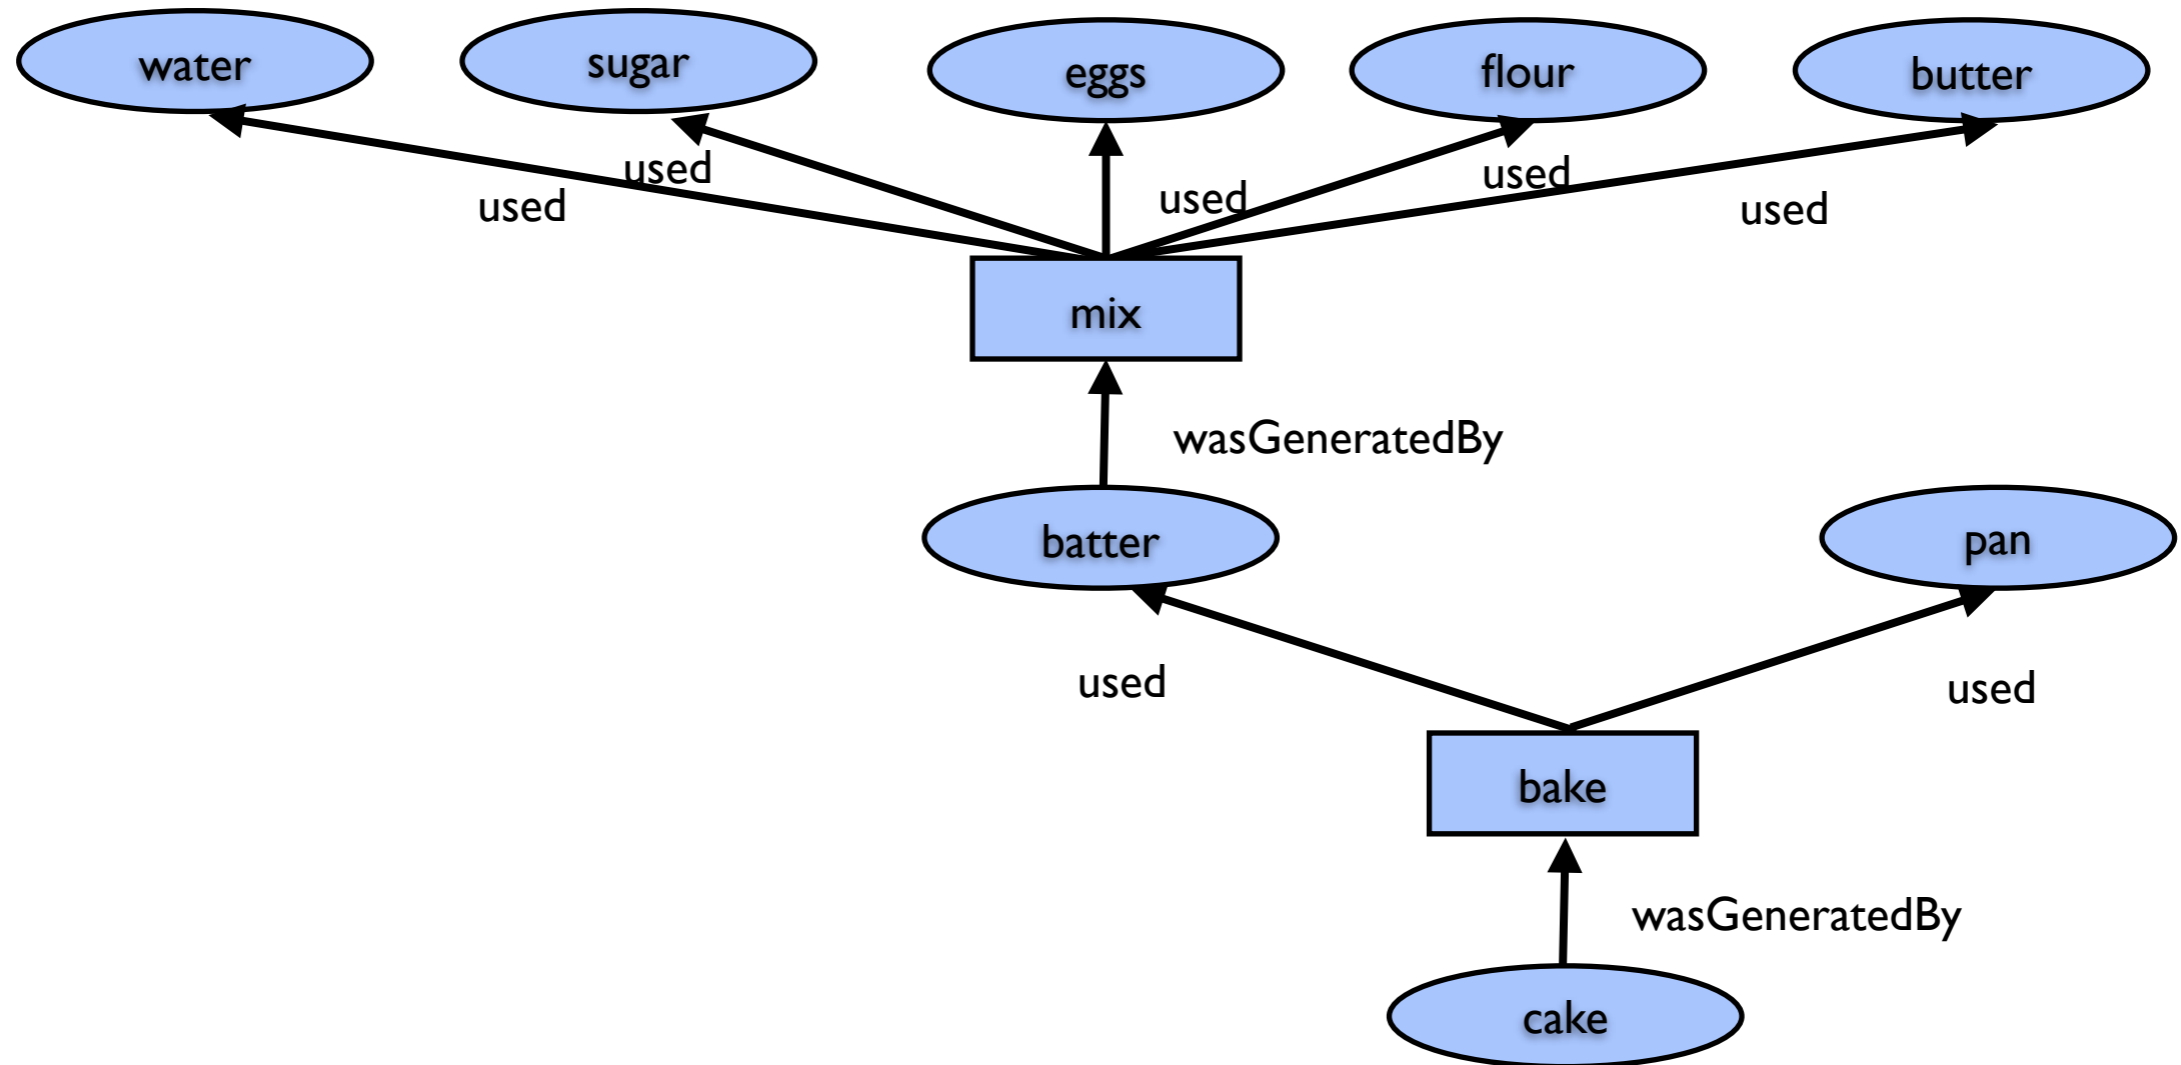 water
sugar
eggs
flour
butter
used
used
used
used
used
mix
wasGeneratedBy
batter
pan
used
used
bake
wasGeneratedBy
cake